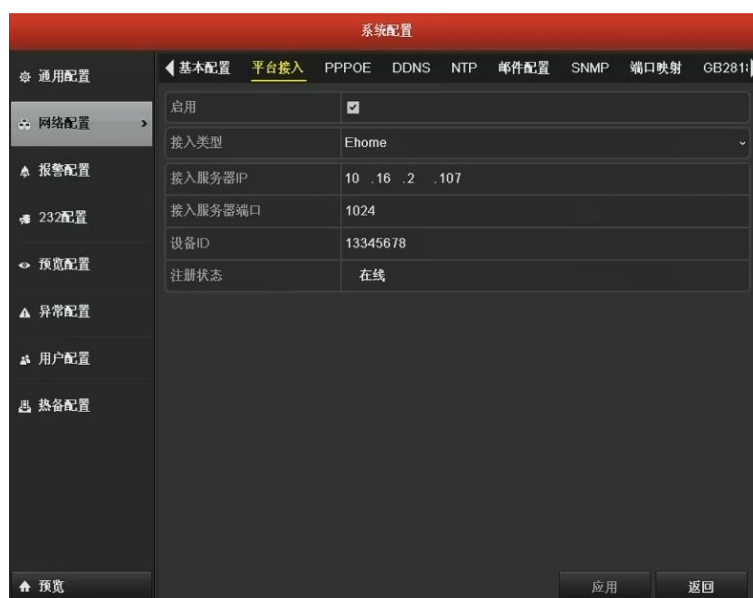 系统配置
通用配置
网络配置
报警配置
232配置
预览配置
异常配置
用户配置
热备配置
预览
基本配置 平台接入 PPPOE DDNS NTP 邮件配置 SNMP 端口映射 GB281
启用
接入类型 Ehome
接入服务器IP 10 .16 .2 .107
接入服务器端口 1024
设备ID 13345678
注册状态 在线
应用 返回